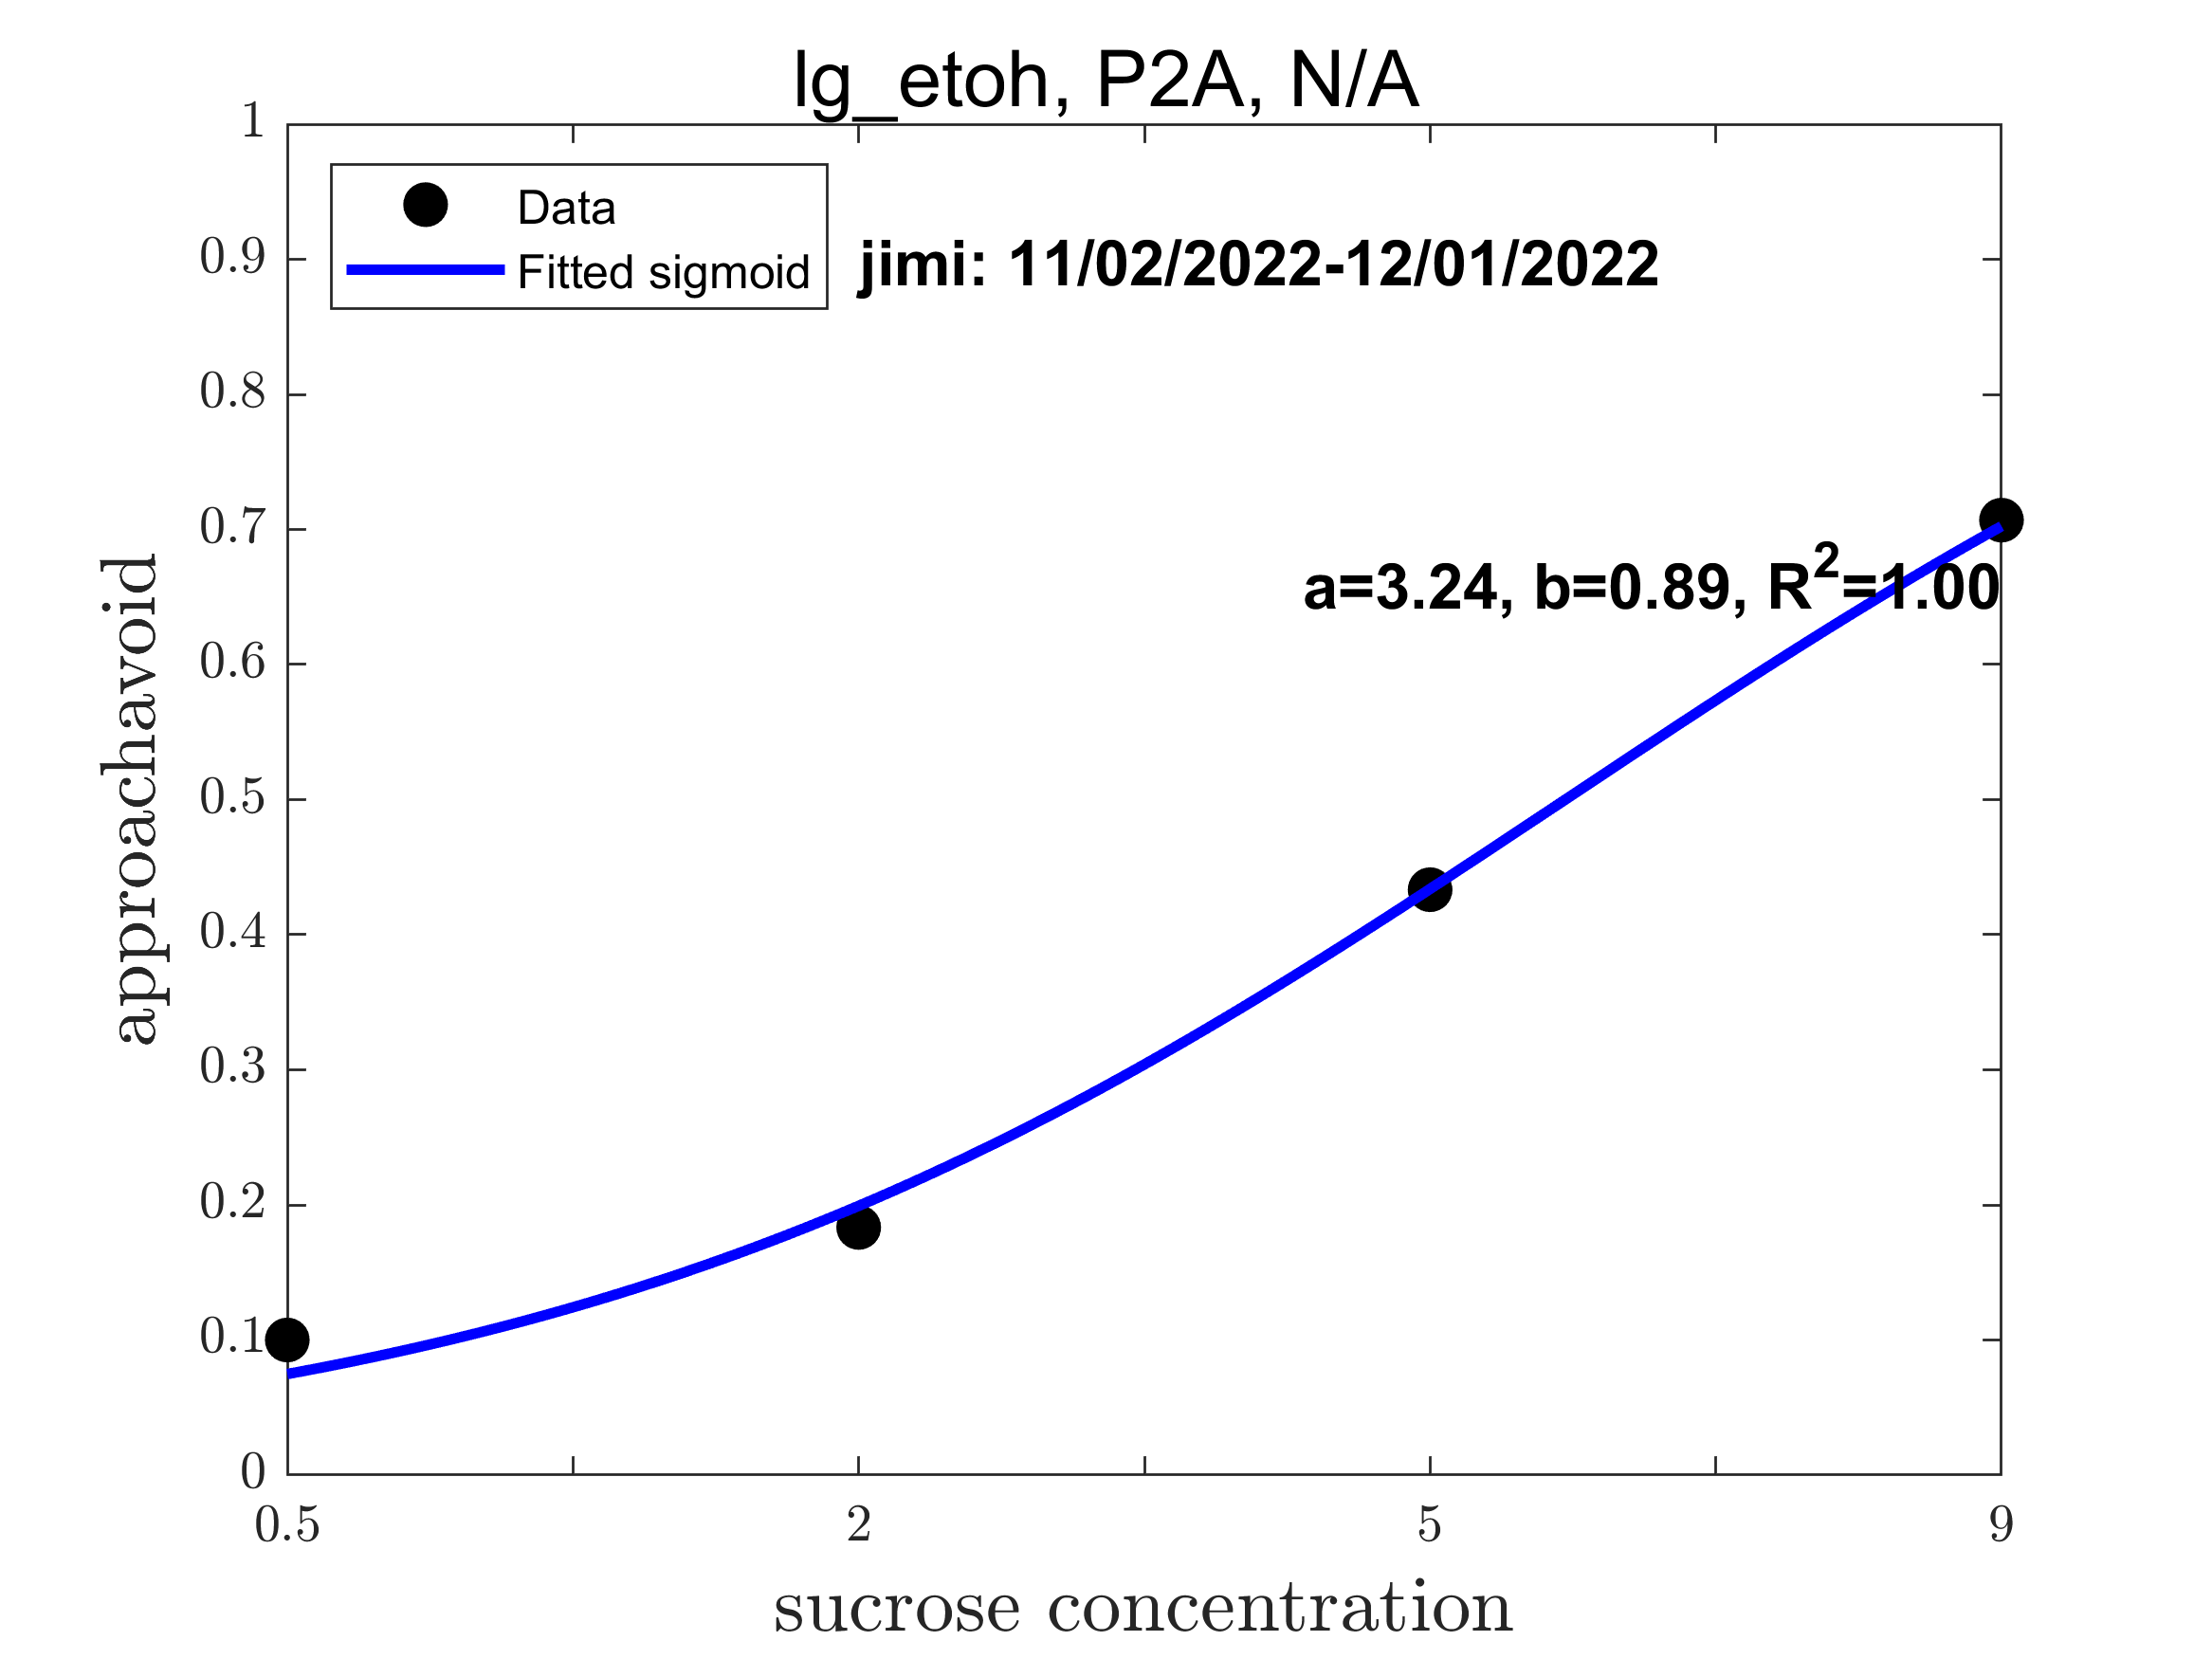 lg_etoh, P2A, N/A
Data
Fitted sigmoid
jimi: 11/02/2022-12/01/2022
a=3.24, b=0.89, R²=1.00
approachavoid
1
0.9
0.8
0.7
0.6
0.5
0.4
0.3
0.2
0.1
0
0.5 2 5 9
sucrose concentration